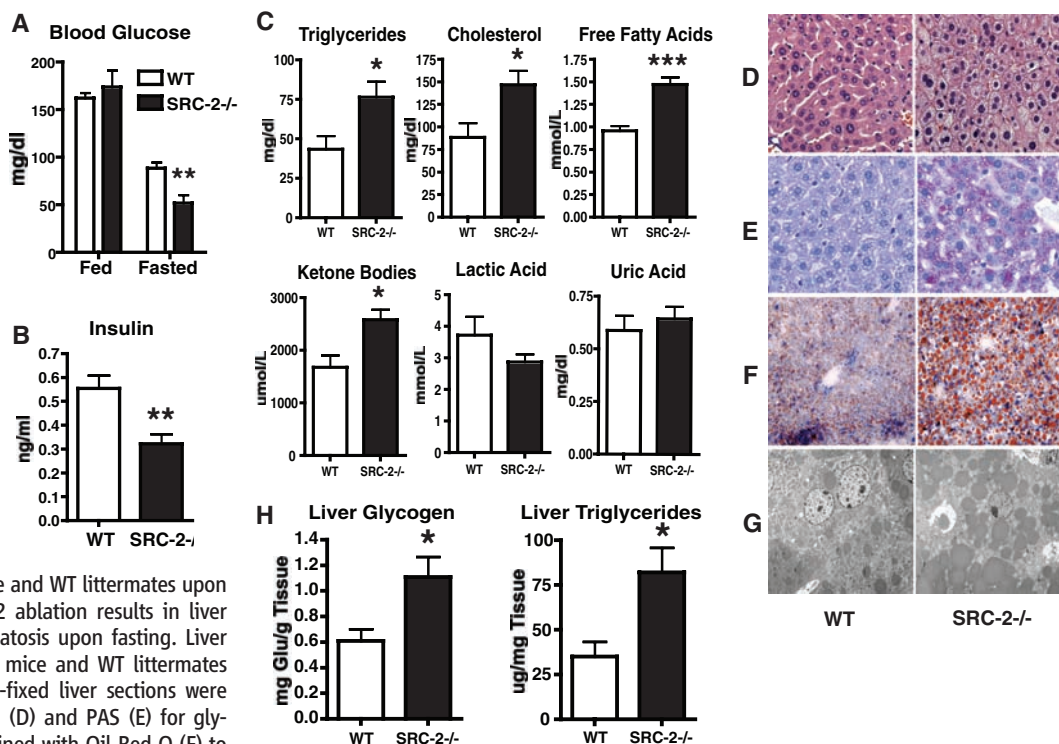 A
Blood Glucose
200
150
100
50
0
mg/dl
WT
SRC-2-/-
**
Fed Fasted
B
Insulin
0.7
0.6
0.5
0.4
0.3
0.2
0.1
0.0
ng/ml
**
WT SRC-2-/
C
Triglycerides
100
75
50
25
0
mg/dl
*
WT SRC-2-/-
Cholesterol
175
150
125
100
75
50
25
0
mg/dl
*
WT SRC-2-/-
Free Fatty Acids
1.75
1.50
1.25
1.00
0.75
0.50
0.25
0.00
mmol/L
***
WT SRC-2-/-
Ketone Bodies
3000
2000
1000
0
umol/L
*
WT SRC-2-/-
Lactic Acid
5
4
3
2
1
0
mmol/L
WT SRC-2-/-
Uric Acid
0.75
0.50
0.25
0.00
mg/dl
WT SRC-2-/-
D
E
F
G
WT SRC-2-/-
H
Liver Glycogen
1.4
1.2
1.0
0.8
0.6
0.4
0.2
0.0
mg Glu/g Tissue
*
WT SRC-2-/-
Liver Triglycerides
100
75
50
25
0
ug/mg Tissue
*
WT SRC-2-/-
e and WT littermates upon
2 ablation results in liver
atosis upon fasting. Liver
mice and WT littermates
-fixed liver sections were
(D) and PAS (E) for gly-
ined with Oil Red O (F) to